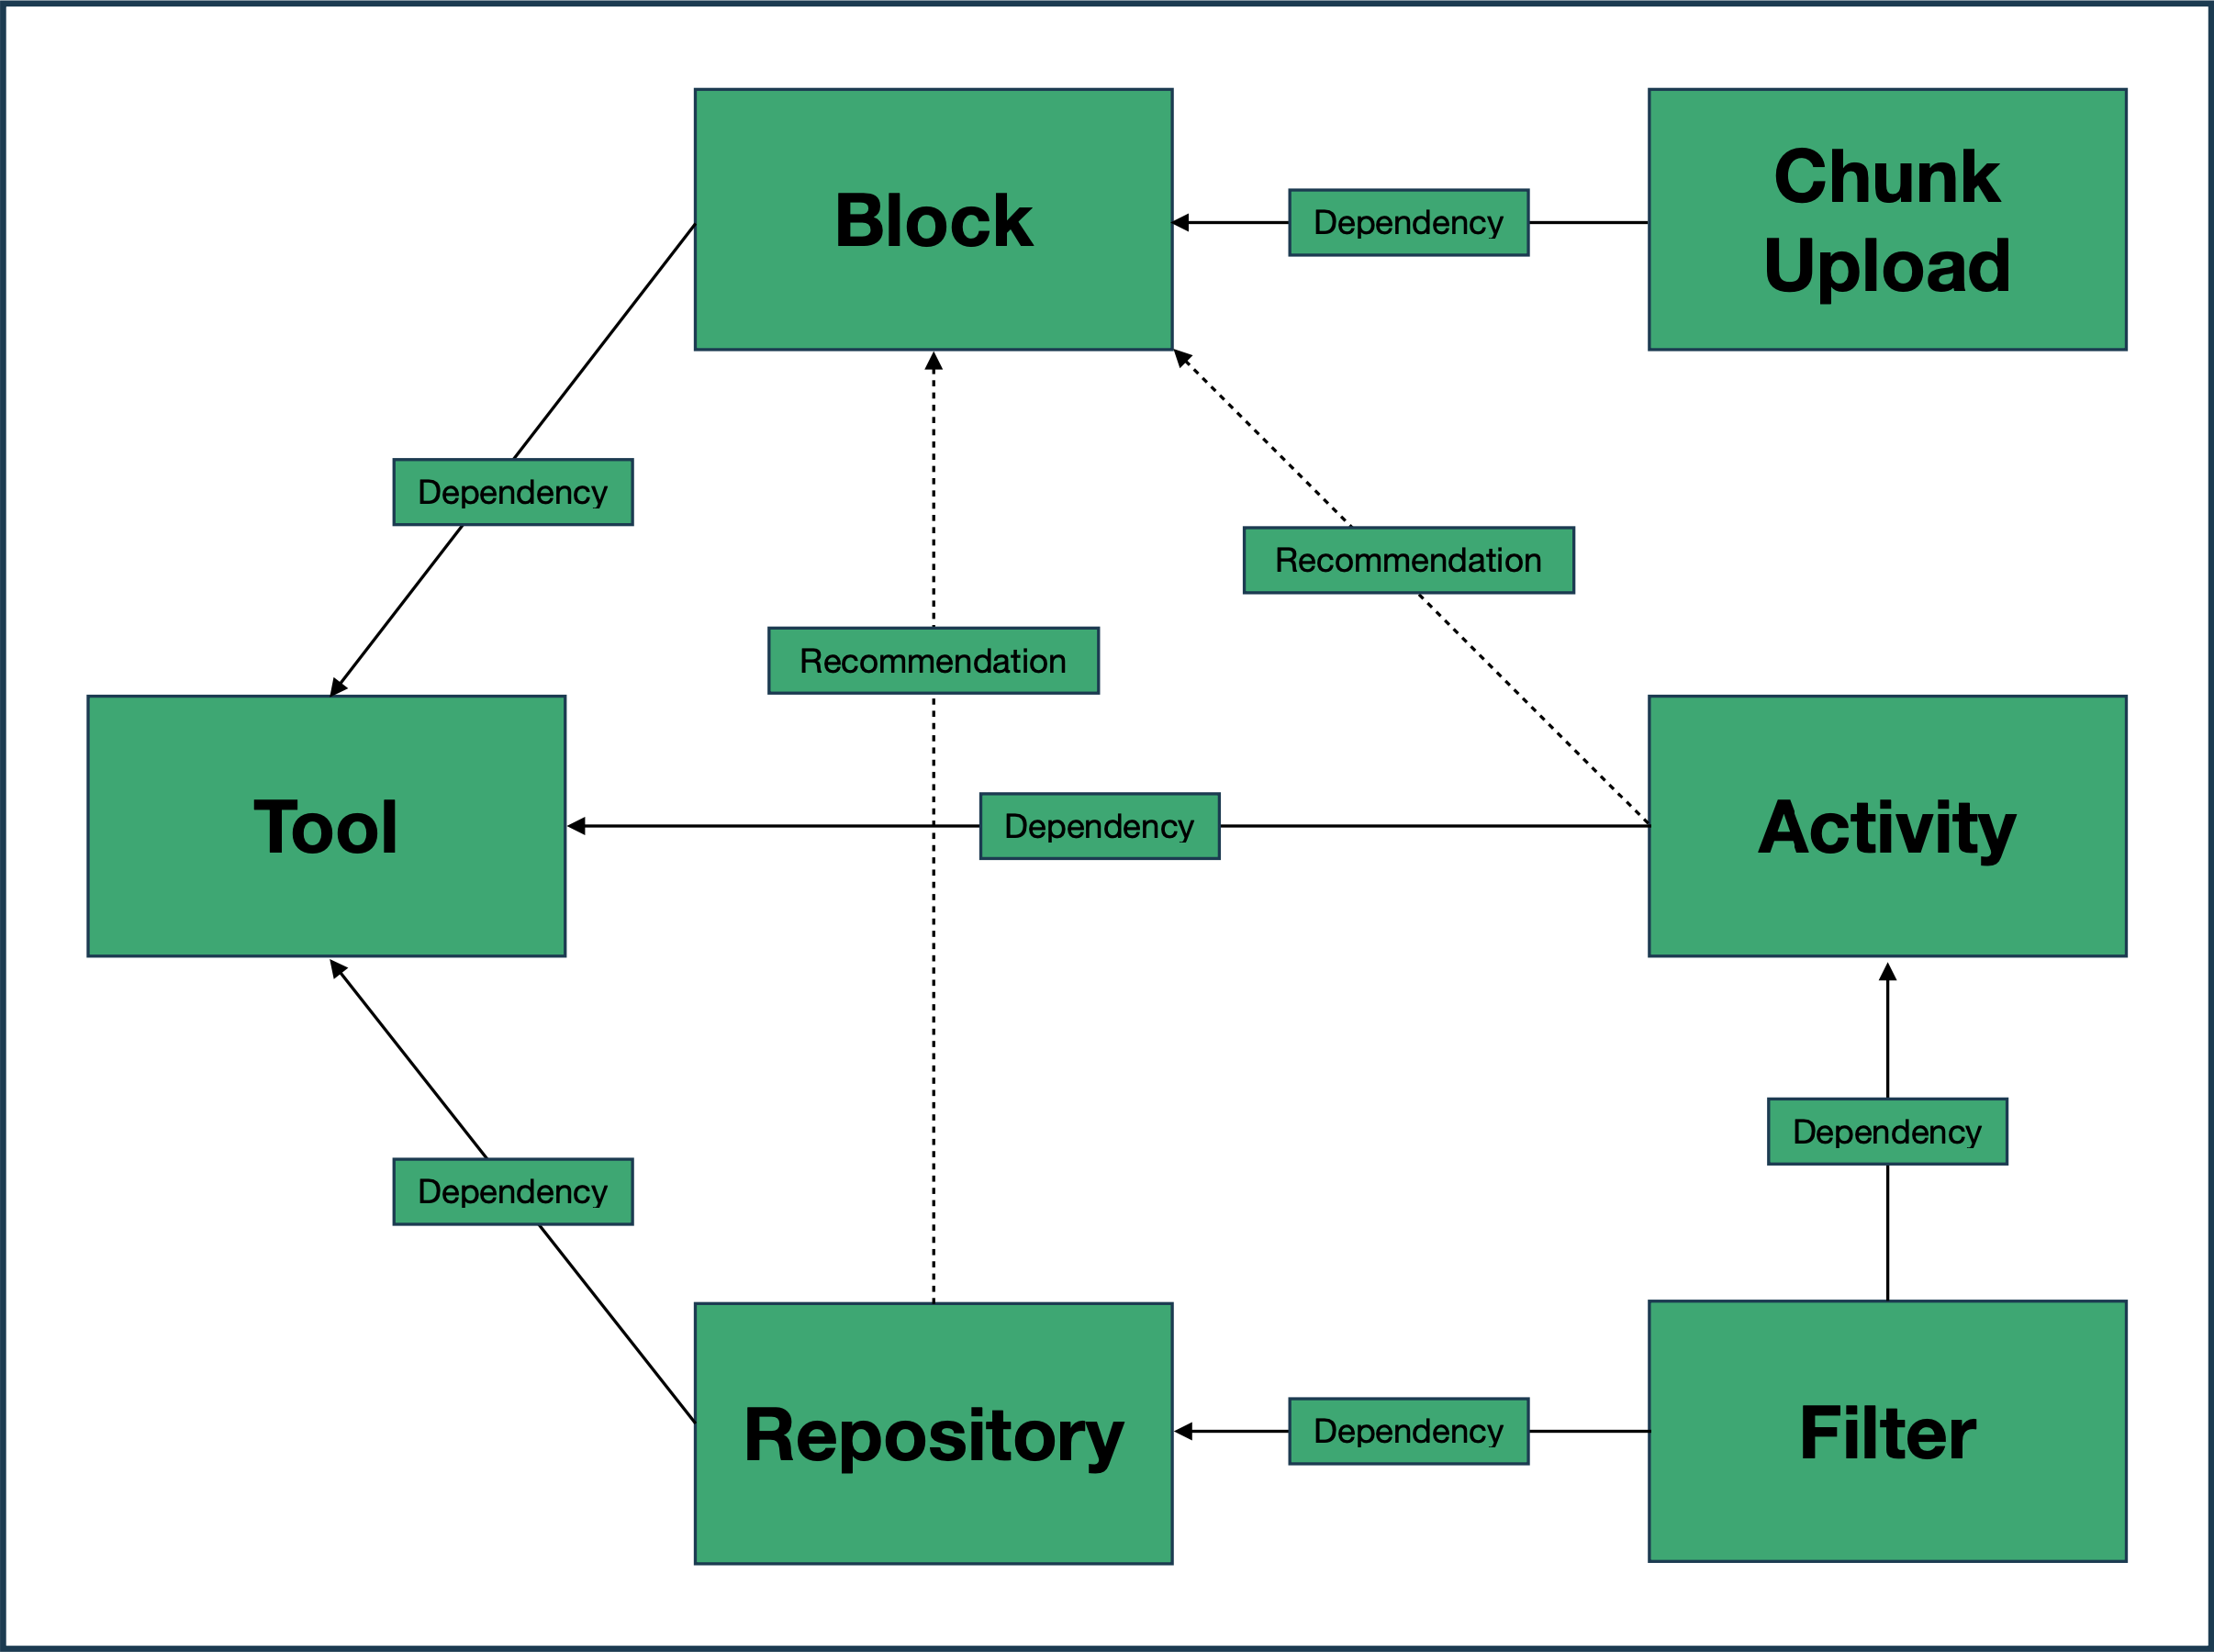 Block
Chunk
Upload
Dependency
Dependency
Recommendation
Recommendation
Tool
Dependency
Activity
Dependency
Dependency
Repository
Dependency
Filter